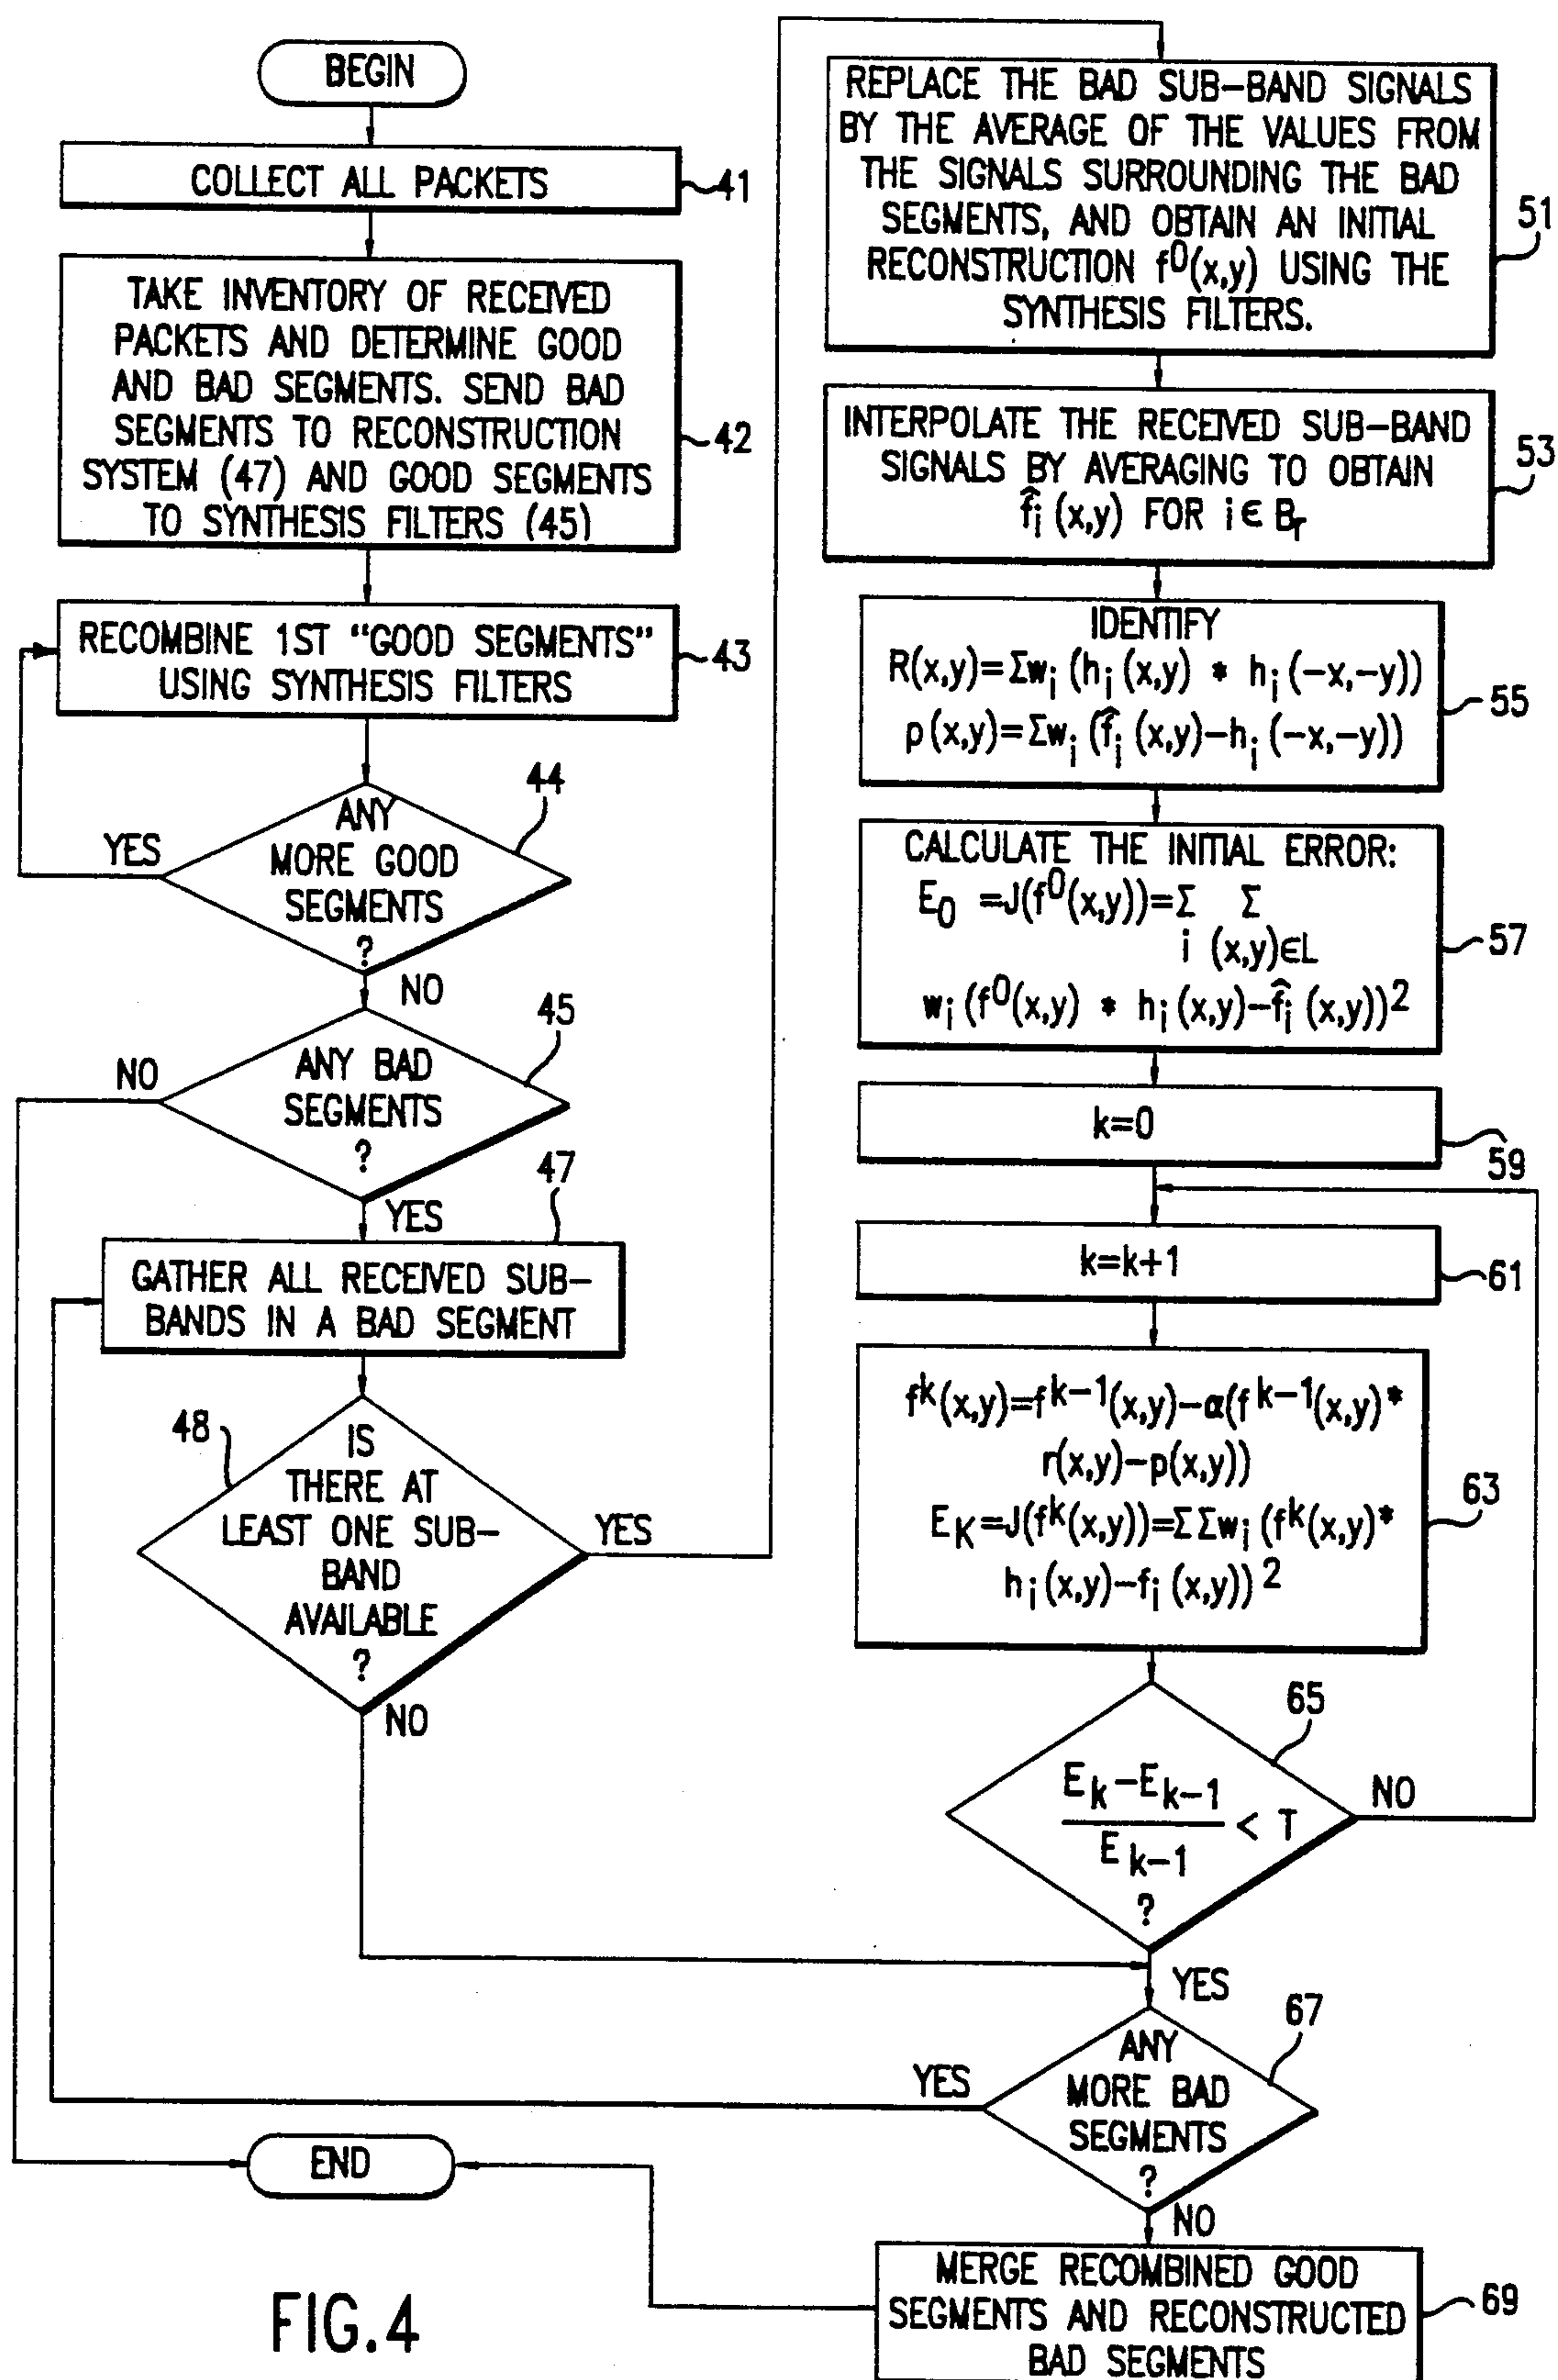 BEGIN
COLLECT ALL PACKETS
41
TAKE INVENTORY OF RECEIVED
PACKETS AND DETERMINE GOOD
AND BAD SEGMENTS. SEND BAD
SEGMENTS TO RECONSTRUCTION
SYSTEM (47) AND GOOD SEGMENTS
TO SYNTHESIS FILTERS (45)
42
RECOMBINE 1ST "GOOD SEGMENTS"
USING SYNTHESIS FILTERS
43
44
ANY
MORE GOOD
SEGMENTS
?
YES
NO
45
ANY BAD
SEGMENTS
?
NO
YES
47
GATHER ALL RECEIVED SUB-
BANDS IN A BAD SEGMENT
48
IS
THERE AT
LEAST ONE SUB-
BAND
AVAILABLE
?
YES
NO
END
FIG.4
REPLACE THE BAD SUB-BAND SIGNALS
BY THE AVERAGE OF THE VALUES FROM
THE SIGNALS SURROUNDING THE BAD
SEGMENTS, AND OBTAIN AN INITIAL
RECONSTRUCTION f⁰(x,y) USING THE
SYNTHESIS FILTERS.
51
INTERPOLATE THE RECEIVED SUB-BAND
SIGNALS BY AVERAGING TO OBTAIN
f̂ᵢ(x,y) FOR i∈Bᵣ
53
IDENTIFY
R(x,y)=Σwᵢ(hᵢ(x,y) * hᵢ(-x,-y))
p(x,y)=Σwᵢ(f̂ᵢ(x,y)-hᵢ(-x,-y))
55
CALCULATE THE INITIAL ERROR:
E₀ =J(f⁰(x,y))=Σ Σ
i (x,y)∈L
wᵢ(f⁰(x,y) * hᵢ(x,y)-f̂ᵢ(x,y))²
57
k=0
59
k=k+1
61
fᵏ(x,y)=fᵏ⁻¹(x,y)-α(fᵏ⁻¹(x,y)*
r(x,y)-p(x,y))
E_K=J(fᵏ(x,y))=ΣΣwᵢ(fᵏ(x,y)*
hᵢ(x,y)-fᵢ(x,y))²
63
65
Eₖ-Eₖ₋₁
< T
Eₖ₋₁
?
NO
YES
67
ANY
MORE BAD
SEGMENTS
?
YES
NO
MERGE RECOMBINED GOOD
SEGMENTS AND RECONSTRUCTED
BAD SEGMENTS
69